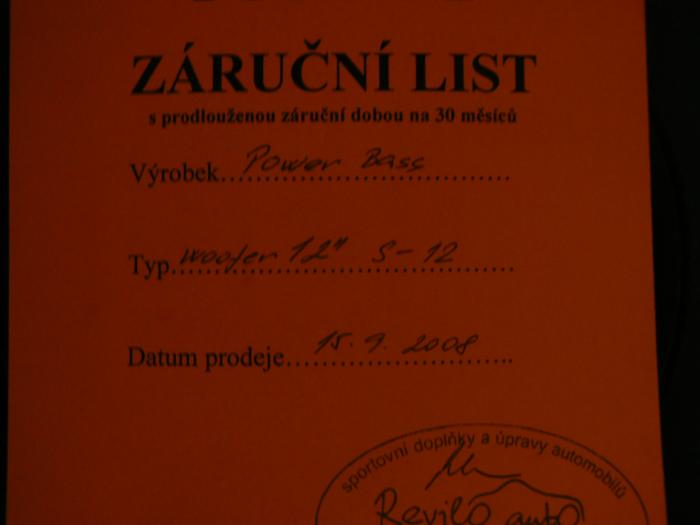 ZÁRUČNÍ LIST
s prodlouženou záruční dobou na 30 měsíců
Výrobek Power Bass
Typ woofer 12" S-12
Datum prodeje 15.9.2008
sportovní doplňky a úpravy automobilů
Revilo auto